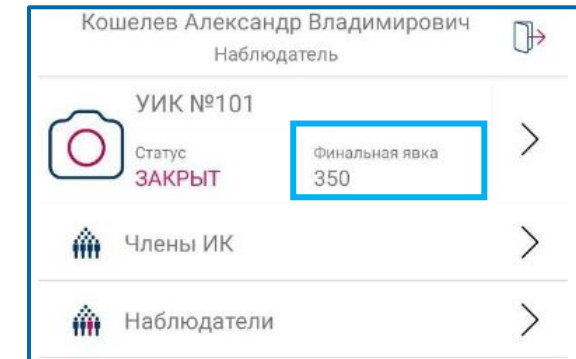 Кошелев Александр Владимирович
Наблюдатель
УИК №101
Статус
Финальная явка
ЗАКРЫТ
350
Члены ИК
Наблюдатели